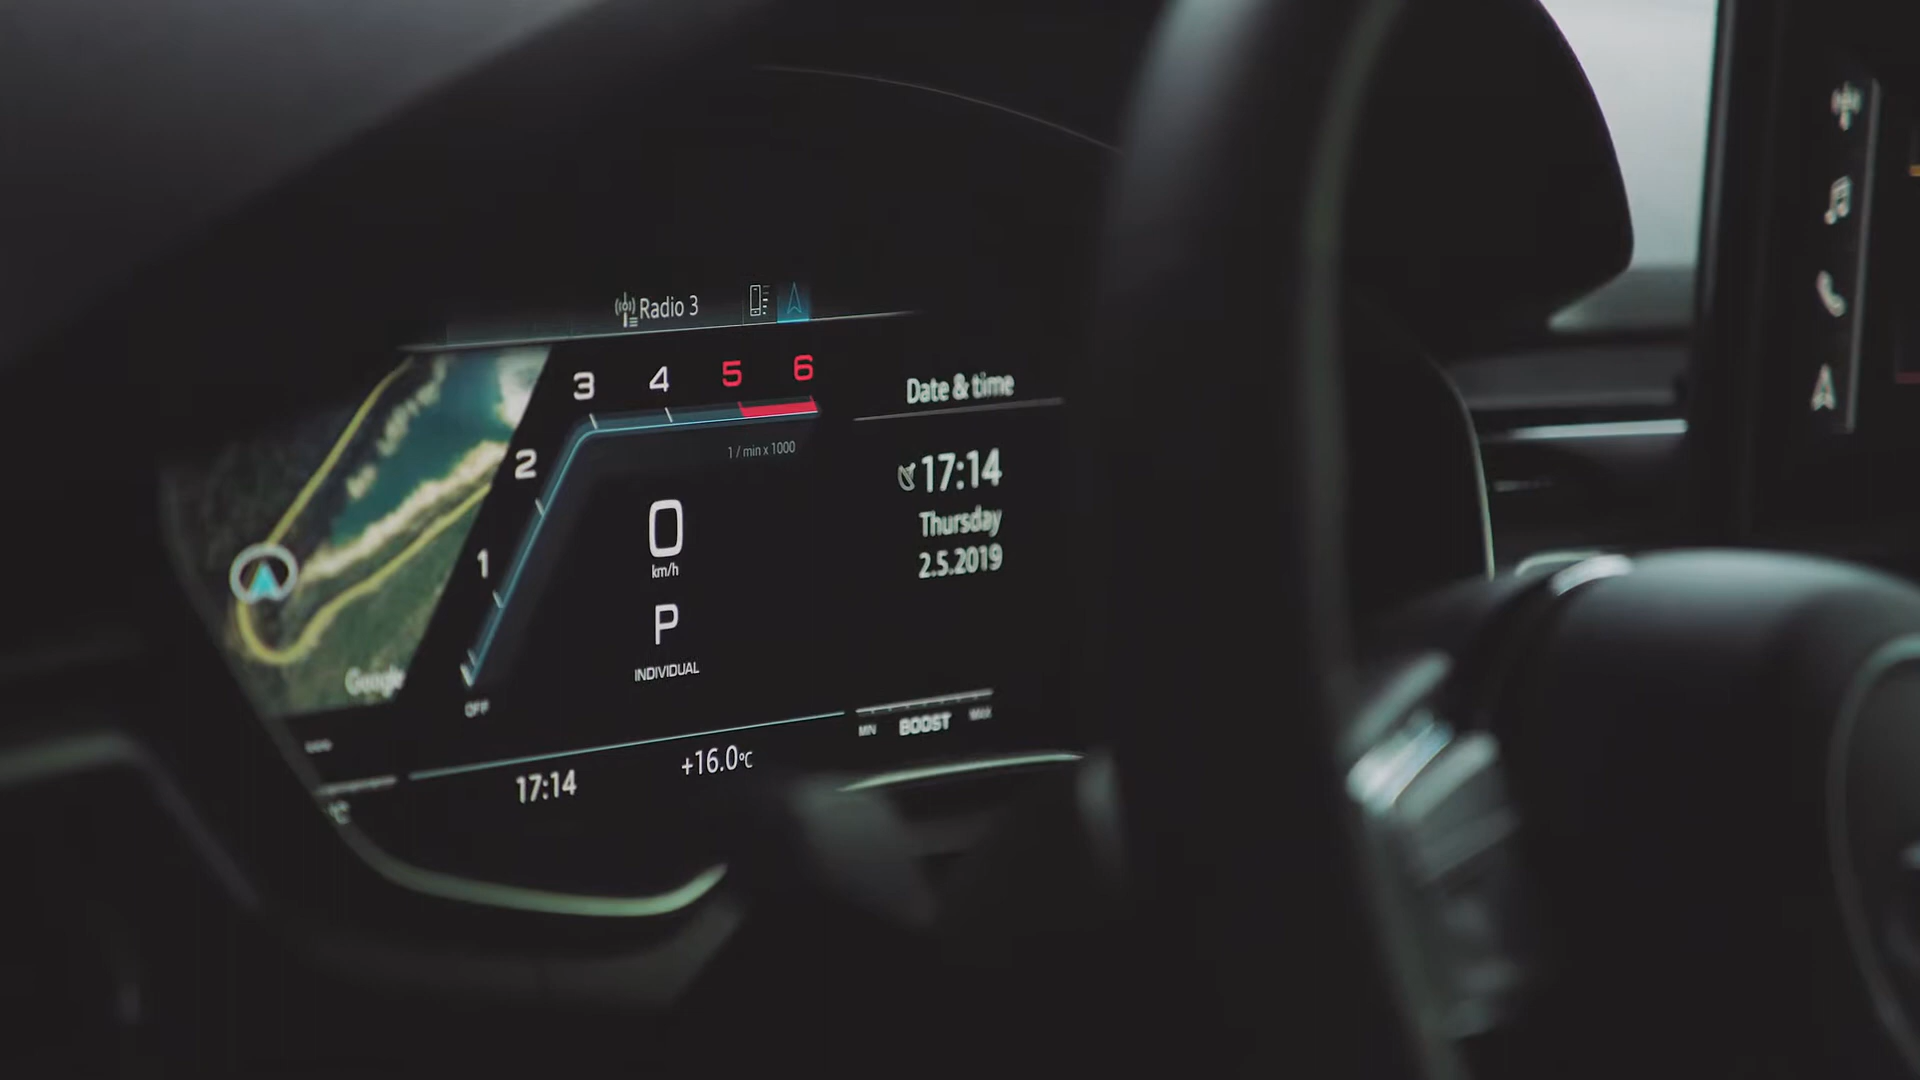 Radio 3
3 4 5 6
2
1
OFF
1 / min x 1000
0
km/h
P
INDIVIDUAL
Google
Date & time
17:14
Thursday
2.5.2019
MIN BOOST MAX
17:14
+16.0°C
°C